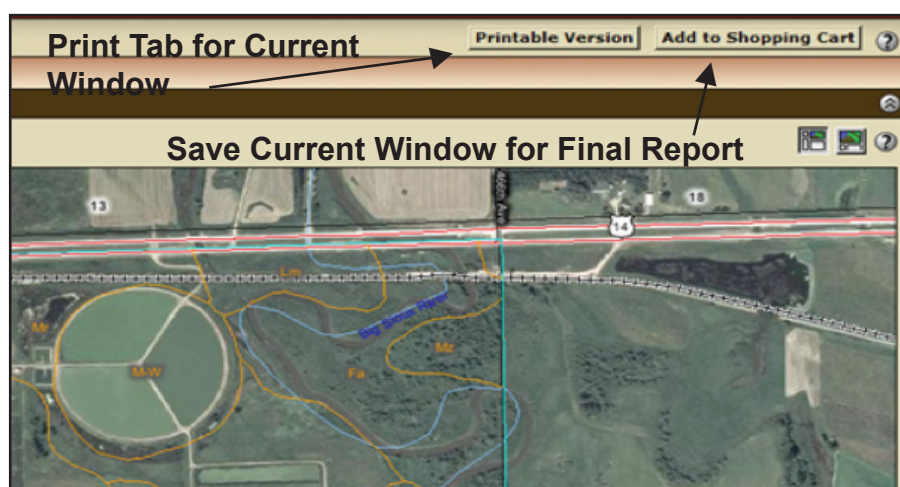 Print Tab for Current
Window
Printable Version
Add to Shopping Cart
?
Save Current Window for Final Report
?
13
18
14
Lm
Big Sioux River
Mr
Mz
M-W
Fa